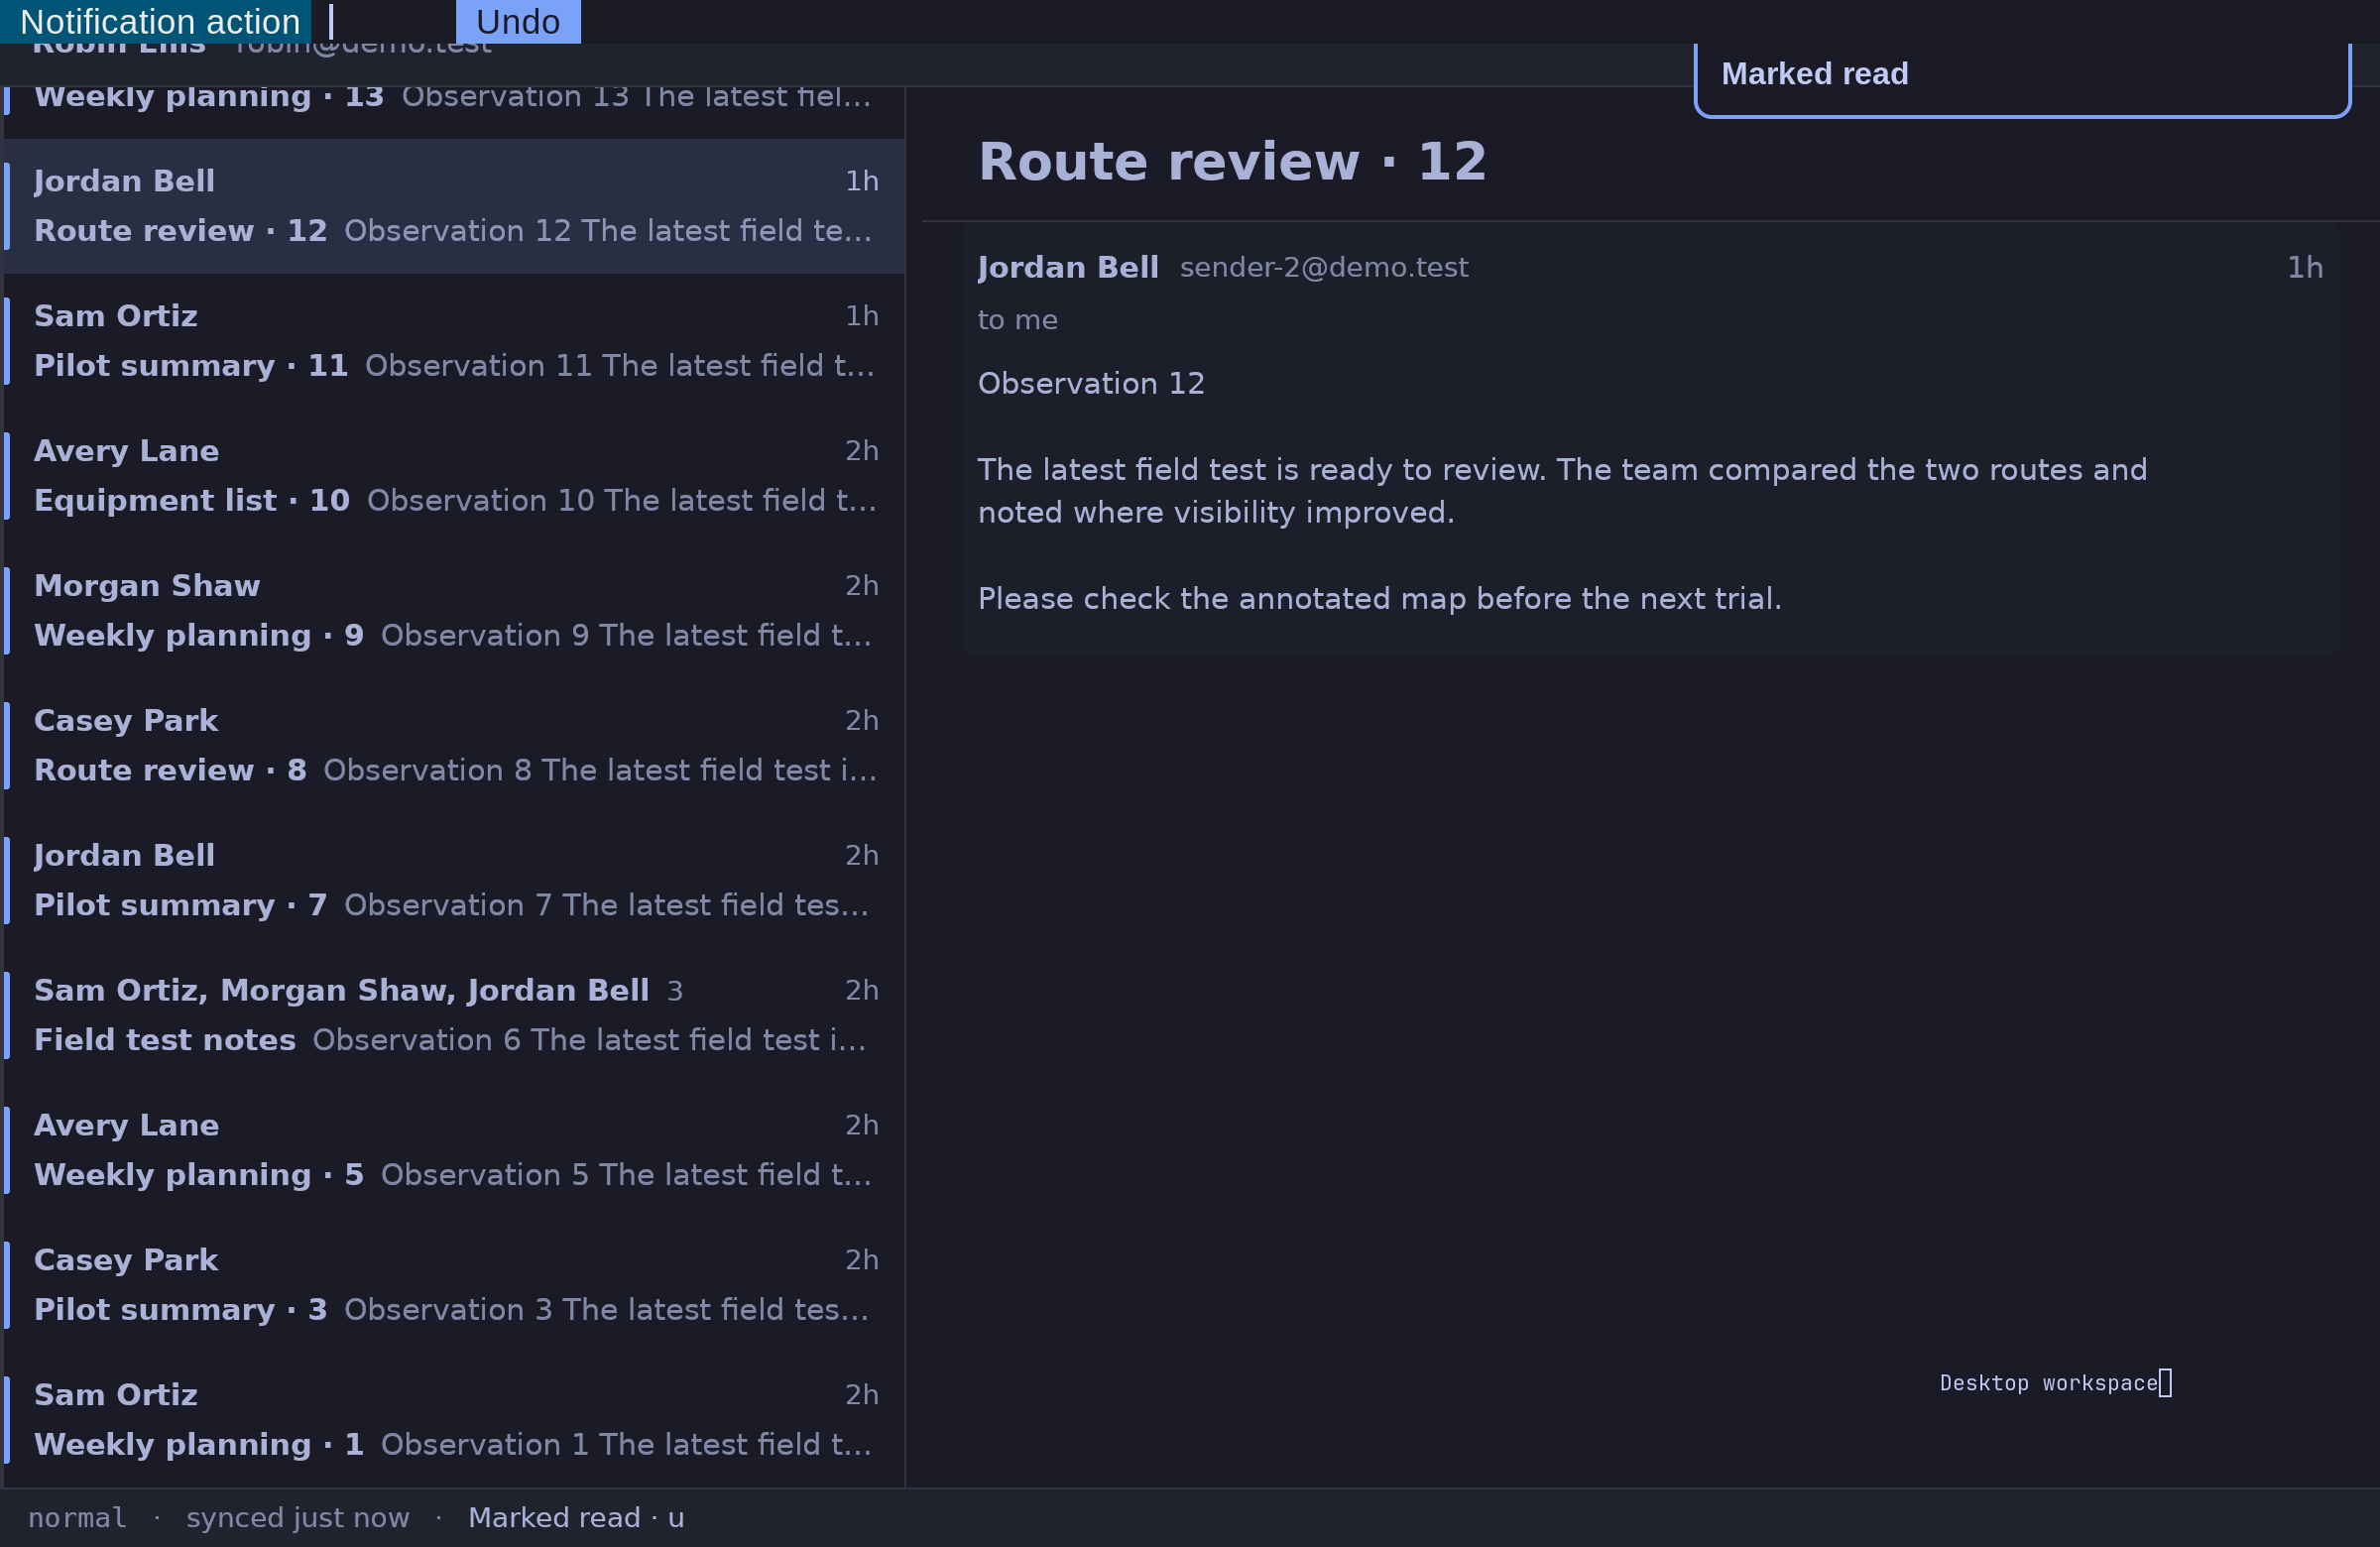 Notification action
Undo
Robin Ellis robin@demo.test
Marked read
Weekly planning · 13 Observation 13 The latest fiel…
Jordan Bell 1h
Route review · 12 Observation 12 The latest field te…
Sam Ortiz 1h
Pilot summary · 11 Observation 11 The latest field t…
Avery Lane 2h
Equipment list · 10 Observation 10 The latest field t…
Morgan Shaw 2h
Weekly planning · 9 Observation 9 The latest field t…
Casey Park 2h
Route review · 8 Observation 8 The latest field test i…
Jordan Bell 2h
Pilot summary · 7 Observation 7 The latest field tes…
Sam Ortiz, Morgan Shaw, Jordan Bell 3 2h
Field test notes Observation 6 The latest field test i…
Avery Lane 2h
Weekly planning · 5 Observation 5 The latest field t…
Casey Park 2h
Pilot summary · 3 Observation 3 The latest field tes…
Sam Ortiz 2h
Weekly planning · 1 Observation 1 The latest field t…
Route review · 12
Jordan Bell sender-2@demo.test 1h
to me
Observation 12
The latest field test is ready to review. The team compared the two routes and
noted where visibility improved.
Please check the annotated map before the next trial.
Desktop workspace
normal · synced just now · Marked read · u